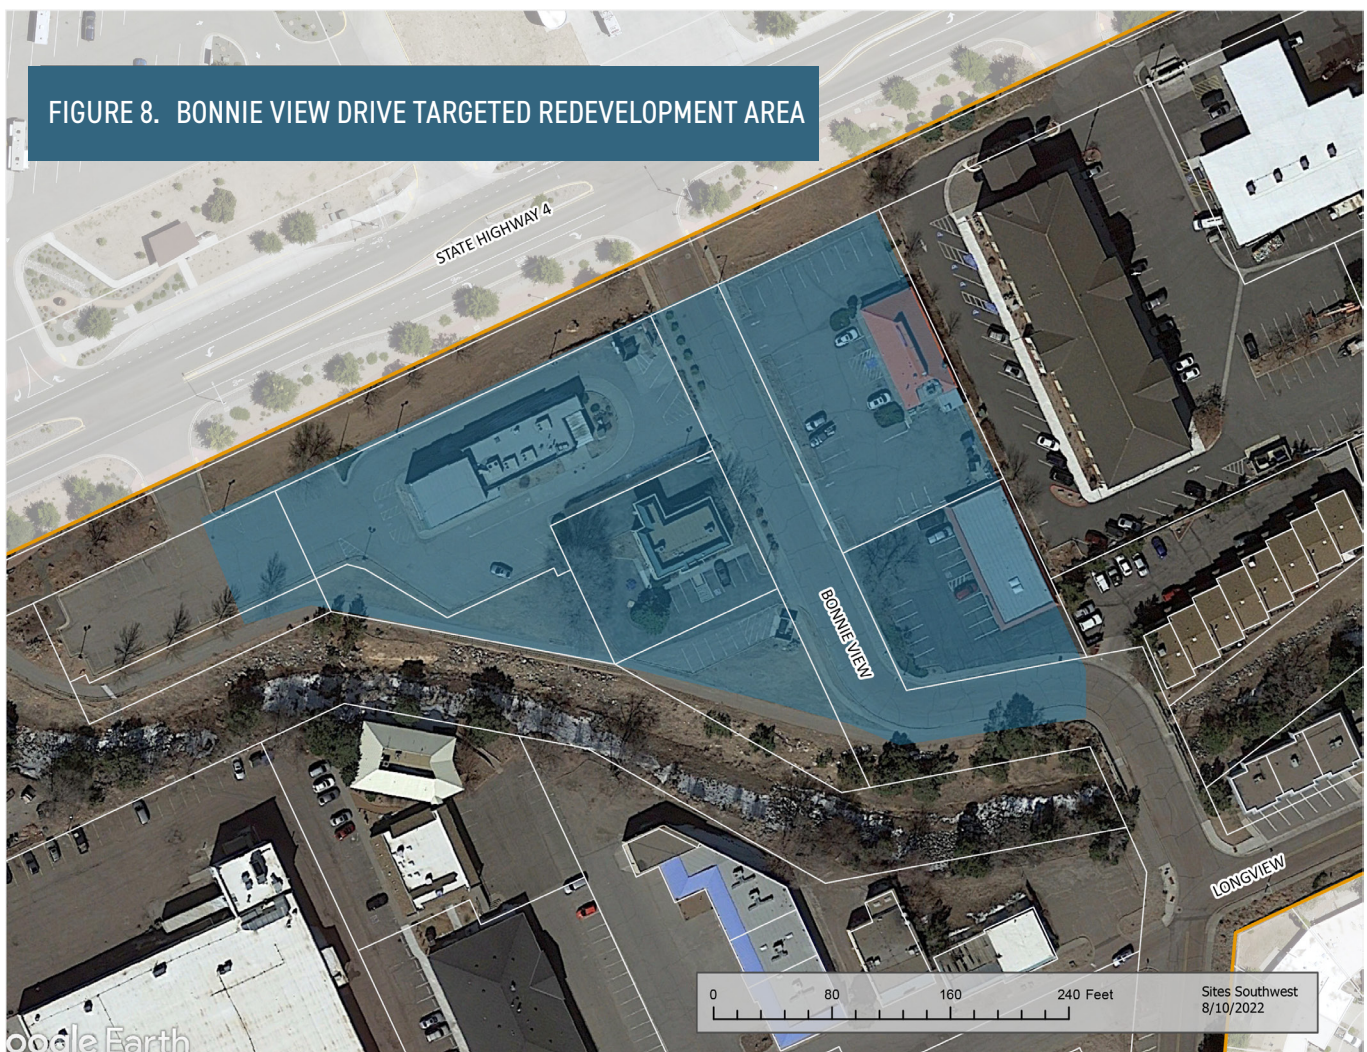 FIGURE 8. BONNIE VIEW DRIVE TARGETED REDEVELOPMENT AREA
STATE HIGHWAY 4
BONNIE VIEW
LONGVIEW
0 80 160 240 Feet
Sites Southwest
8/10/2022
oogle Earth